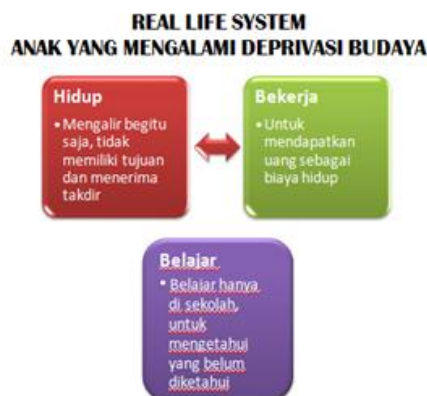 REAL LIFE SYSTEM
ANAK YANG MENGALAMI DEPRIVASI BUDAYA
Hidup
• Mengalir begitu
saja, tidak
memiliki tujuan
dan menerima
takdir
Bekerja
• Untuk
mendapatkan
uang sebagai
biaya hidup
Belajar
• Belajar hanya
di sekolah,
untuk
mengetahui
yang belum
diketahui